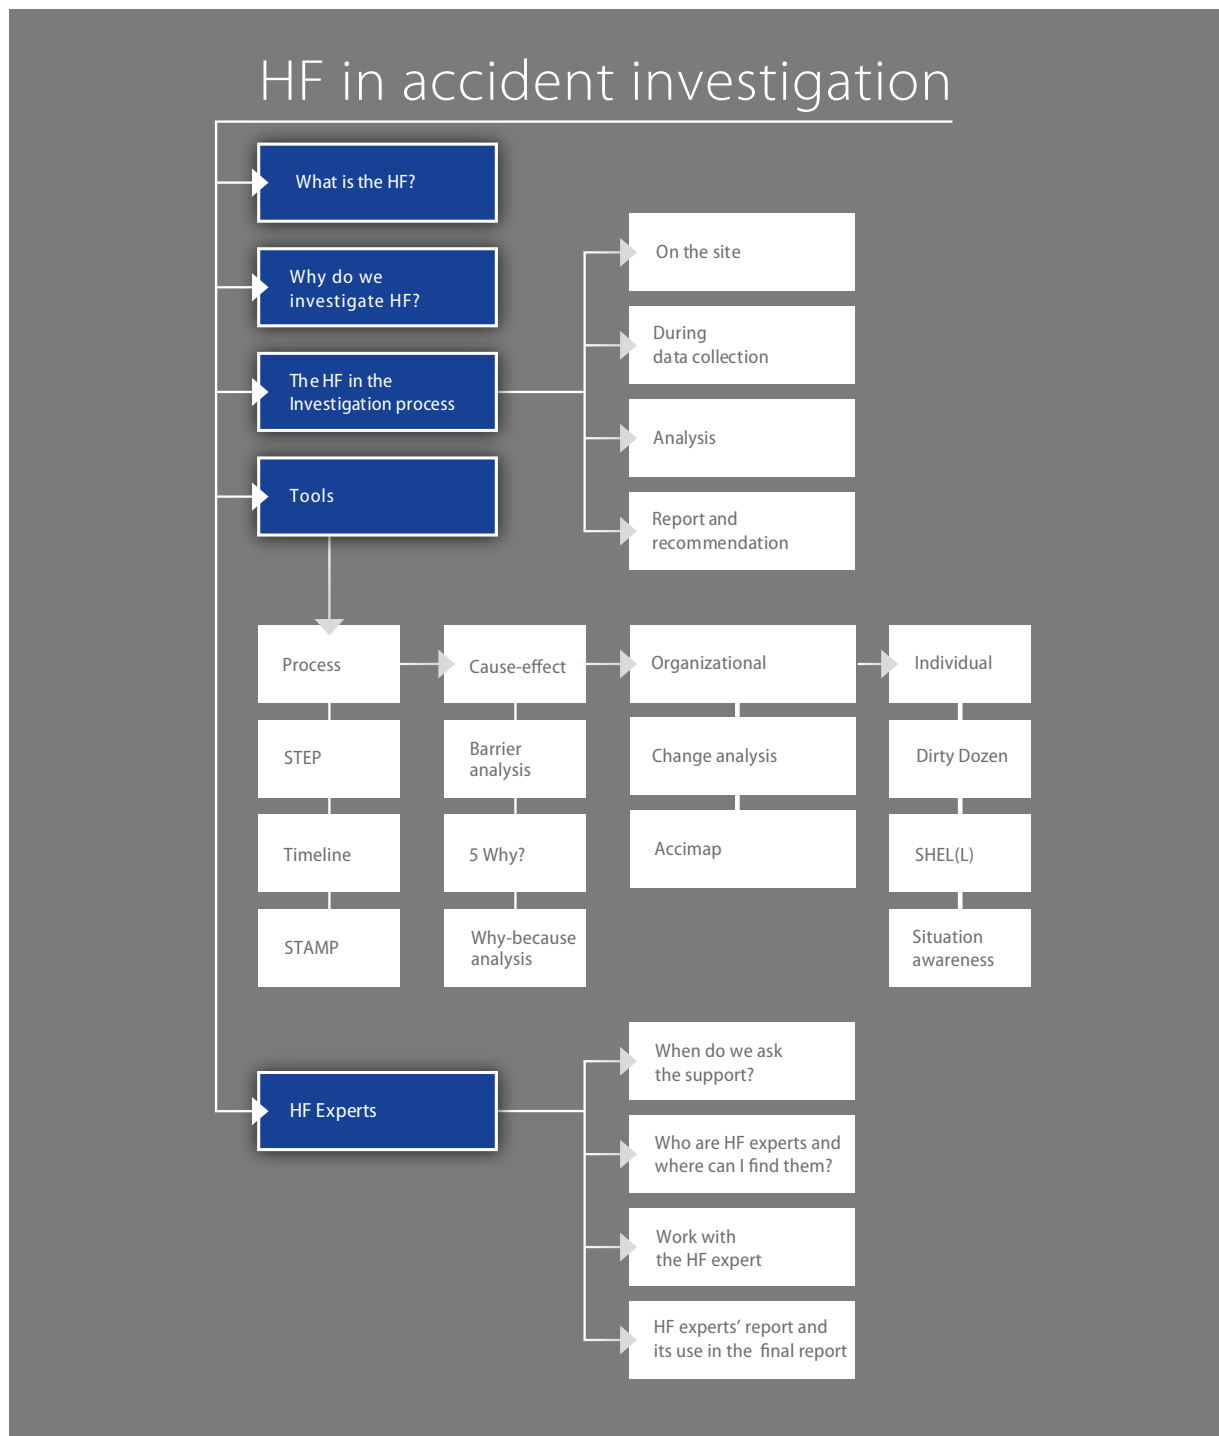 HF in accident investigation
What is the HF?
Why do we
investigate HF?
The HF in the
Investigation process
On the site
During
data collection
Analysis
Report and
recommendation
Tools
Process
STEP
Timeline
STAMP
Cause-effect
Barrier
analysis
5 Why?
Why-because
analysis
Organizational
Change analysis
Accimap
Individual
Dirty Dozen
SHEL(L)
Situation
awareness
HF Experts
When do we ask
the support?
Who are HF experts and
where can I find them?
Work with
the HF expert
HF experts’ report and
its use in the final report